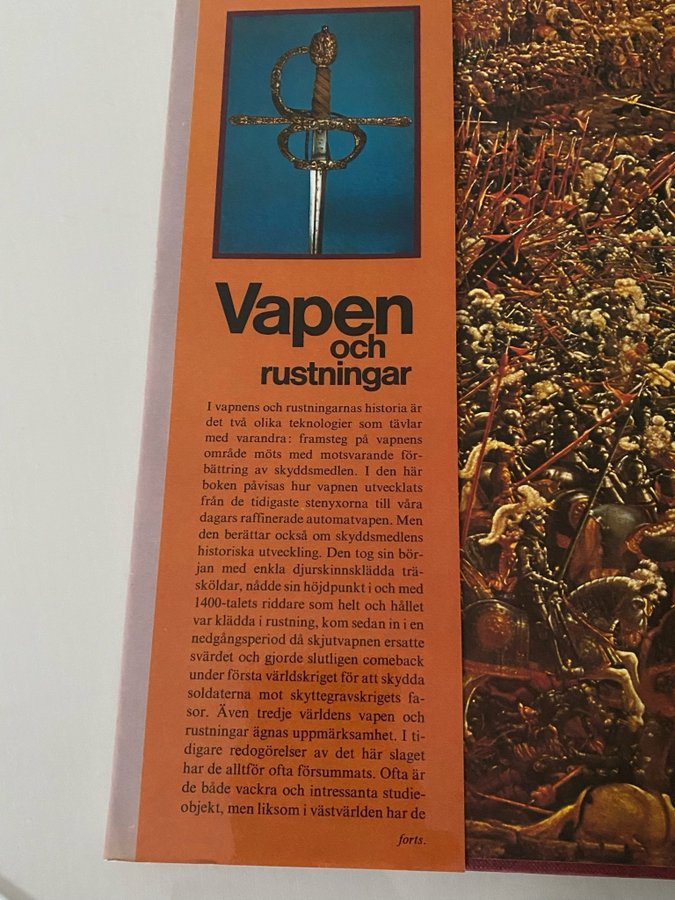 Vapen
och
rustningar
I vapnens och rustningarnas historia är
det två olika teknologier som tävlar
med varandra: framsteg på vapnens
område möts med motsvarande för-
bättring av skyddsmedlen. I den här
boken påvisas hur vapnen utvecklats
från de tidigaste stenyxorna till våra
dagars raffinerade automatvapen. Men
den berättar också om skyddsmedlens
historiska utveckling. Den tog sin bör-
jan med enkla djurskinnsklädda trä-
sköldar, nådde sin höjdpunkt i och med
1400-talets riddare som helt och hållet
var klädda i rustning, kom sedan in i en
nedgångsperiod då skjutvapnen ersatte
svärdet och gjorde slutligen comeback
under första världskriget för att skydda
soldaterna mot skyttegravskrigets fa-
sor. Även tredje världens vapen och
rustningar ägnas uppmärksamhet. I ti-
digare redogörelser av det här slaget
har de alltför ofta försummats. Ofta är
de både vackra och intressanta studie-
objekt, men liksom i västvärlden har de
forts.